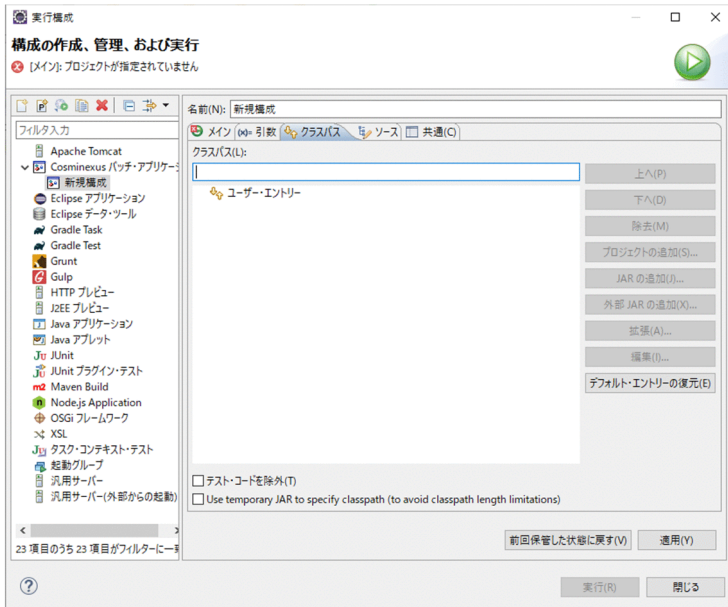 実行構成
構成の作成、管理、および実行
[メイン]: プロジェクトが指定されていません
フィルタ入力
Apache Tomcat
Cosminexus バッチ・アプリケー
新規構成
Eclipse アプリケーション
Eclipse データ・ツール
Gradle Task
Gradle Test
Grunt
Gulp
HTTP プレビュー
J2EE プレビュー
Java アプリケーション
Java アプレット
JUnit
JUnit プラグイン・テスト
Maven Build
Node.js Application
OSGi フレームワーク
XSL
タスク・コンテキスト・テスト
起動グループ
汎用サーバー
汎用サーバー(外部からの起動)
23 項目のうち 23 項目がフィルターに一致
名前(N): 新規構成
メイン (x)= 引数 クラスパス ソース 共通(C)
クラスパス(L):
ユーザー・エントリー
上へ(P)
下へ(D)
除去(M)
プロジェクトの追加(S)...
JAR の追加(J)...
外部 JAR の追加(X)...
拡張(A)...
編集(I)...
デフォルト・エントリーの復元(E)
テスト・コードを除外(T)
Use temporary JAR to specify classpath (to avoid classpath length limitations)
前回保管した状態に戻す(V) 適用(Y)
実行(R) 閉じる